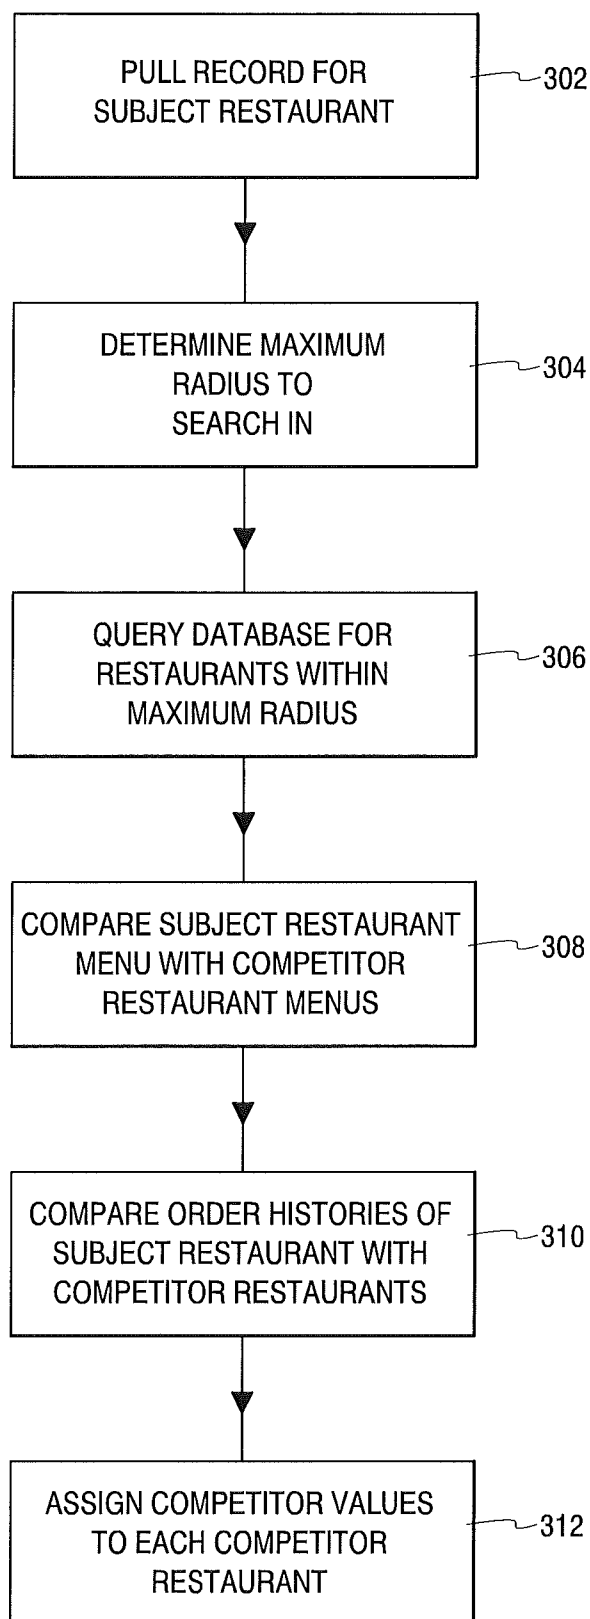 PULL RECORD FOR
SUBJECT RESTAURANT
302
DETERMINE MAXIMUM
RADIUS TO
SEARCH IN
304
QUERY DATABASE FOR
RESTAURANTS WITHIN
MAXIMUM RADIUS
306
COMPARE SUBJECT RESTAURANT
MENU WITH COMPETITOR
RESTAURANT MENUS
308
COMPARE ORDER HISTORIES OF
SUBJECT RESTAURANT WITH
COMPETITOR RESTAURANTS
310
ASSIGN COMPETITOR VALUES
TO EACH COMPETITOR
RESTAURANT
312